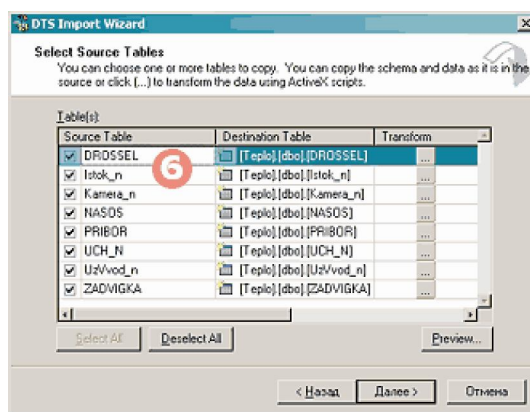 DTS Import Wizard
Select Source Tables
You can choose one or more tables to copy. You can copy the schema and data as it is in the
source or click (...) to transform the data using ActiveX scripts.
Table(s):
Source Table Destination Table Transform
DROSSEL [Teplo].[dbo].[DROSSEL] ...
6
Istok_n [Teplo].[dbo].[Istok_n] ...
Kamera_n [Teplo].[dbo].[Kamera_n] ...
NASOS [Teplo].[dbo].[NASOS] ...
PRIBOR [Teplo].[dbo].[PRIBOR] ...
UCH_N [Teplo].[dbo].[UCH_N] ...
UzVvod_n [Teplo].[dbo].[UzVvod_n] ...
ZADVIGKA [Teplo].[dbo].[ZADVIGKA] ...
Select All Deselect All Preview...
< Назад Далее > Отмена